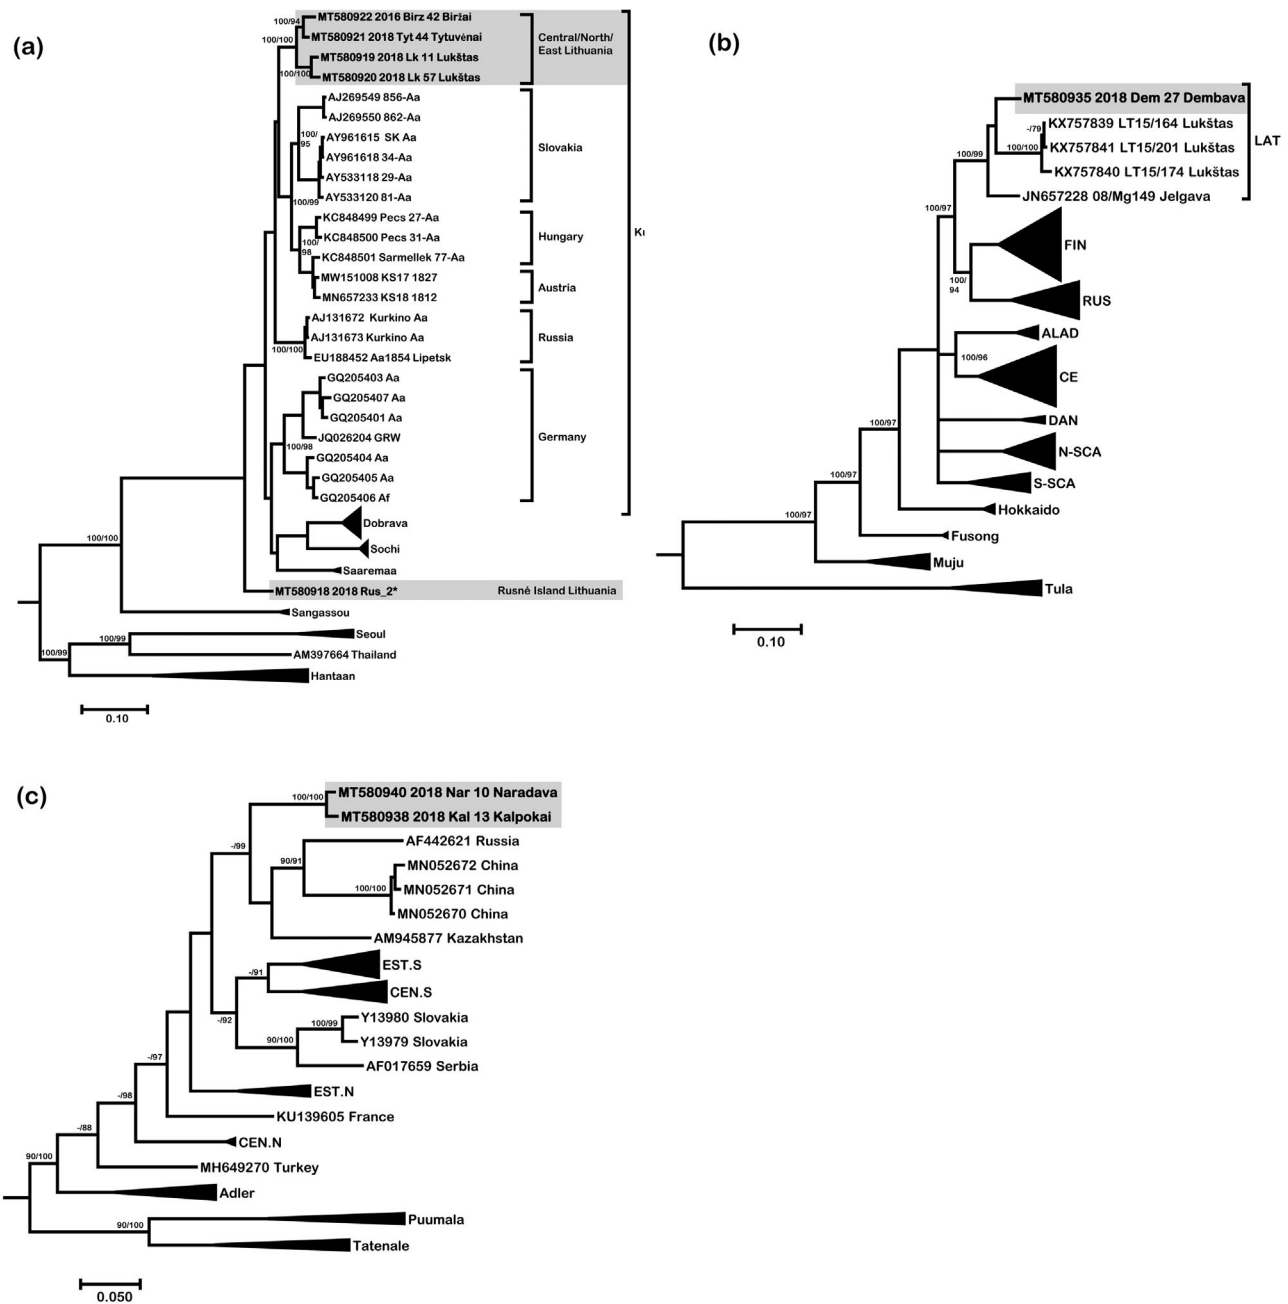 (a)
100/94
MT580922 2016 Birz 42 Biržai
100/100
MT580921 2018 Tyt 44 Tytuvėnai
MT580919 2018 Lk 11 Lukštas
100/100
MT580920 2018 Lk 57 Lukštas
Central/North/
East Lithuania
AJ269549 856-Aa
AJ269550 862-Aa
100/
95
AY961615 SK Aa
AY961618 34-Aa
AY533118 29-Aa
AY533120 81-Aa
100/99
Slovakia
KC848499 Pecs 27-Aa
KC848500 Pecs 31-Aa
100/
98
KC848501 Sarmellek 77-Aa
Hungary
MW151008 KS17 1827
MN657233 KS18 1812
Austria
AJ131672 Kurkino Aa
AJ131673 Kurkino Aa
100/100
EU188452 Aa1854 Lipetsk
Russia
GQ205403 Aa
GQ205407 Aa
GQ205401 Aa
JQ026204 GRW
100/98
GQ205404 Aa
GQ205405 Aa
GQ205406 Af
Germany
Dobrava
Sochi
100/100
Saaremaa
MT580918 2018 Rus_2*
Rusnė Island Lithuania
Sangassou
Seoul
100/99
100/99
AM397664 Thailand
Hantaan
0.10
(b)
MT580935 2018 Dem 27 Dembava
-/79
KX757839 LT15/164 Lukštas
100/100
KX757841 LT15/201 Lukštas
100/99
KX757840 LT15/174 Lukštas
JN657228 08/Mg149 Jelgava
LAT
100/97
FIN
100/
94
RUS
ALAD
100/96
CE
DAN
100/97
N-SCA
100/97
S-SCA
Hokkaido
100/97
Fusong
Muju
Tula
0.10
(c)
100/100
MT580940 2018 Nar 10 Naradava
MT580938 2018 Kal 13 Kalpokai
-/99
AF442621 Russia
90/91
MN052672 China
100/100
MN052671 China
MN052670 China
AM945877 Kazakhstan
-/91
EST.S
CEN.S
-/92
100/99
Y13980 Slovakia
90/100
Y13979 Slovakia
AF017659 Serbia
-/97
EST.N
-/98
KU139605 France
-/88
CEN.N
90/100
MH649270 Turkey
Adler
90/100
Puumala
Tatenale
0.050